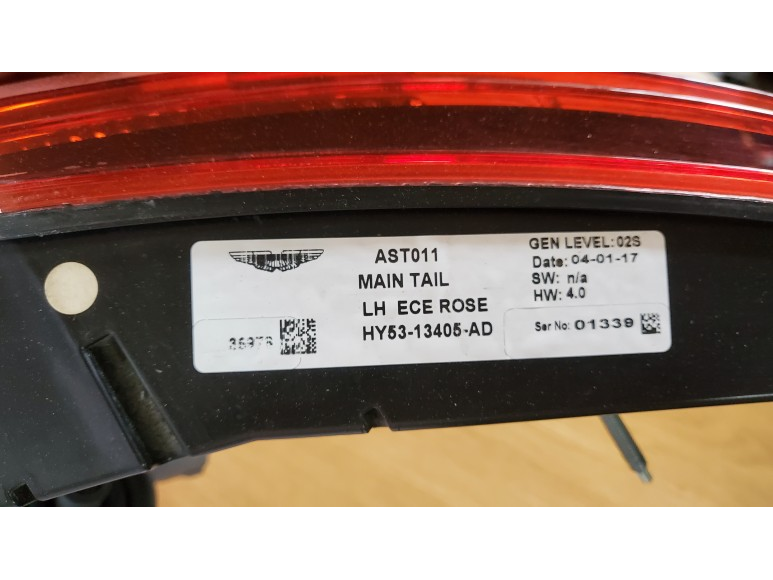 AST011
MAIN TAIL
LH ECE ROSE
HY53-13405-AD
GEN LEVEL: 02S
Date: 04-01-17
SW: n/a
HW: 4.0
Ser No: 01339